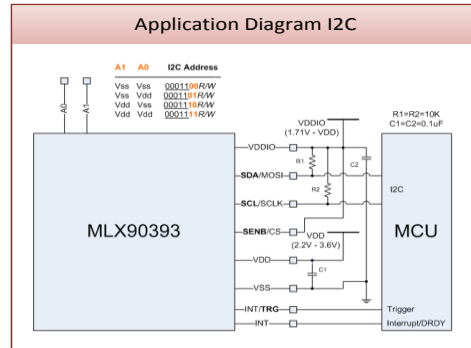 Application Diagram I2C
A1 A0 I2C Address
Vss Vss 0001100R/W
Vss Vdd 0001101R/W
Vdd Vss 0001110R/W
Vdd Vdd 0001111R/W
A0
A1
VDDIO
(1.71V - VDD)
R1=R2=10K
C1=C2=0.1uF
VDDIO
R1
C2
SDA/MOSI
I2C
R2
SCL/SCLK
MLX90393
SENB/CS
MCU
VDD
(2.2V - 3.6V)
VDD
C1
VSS
INT/TRG
Trigger
INT
Interrupt/DRDY